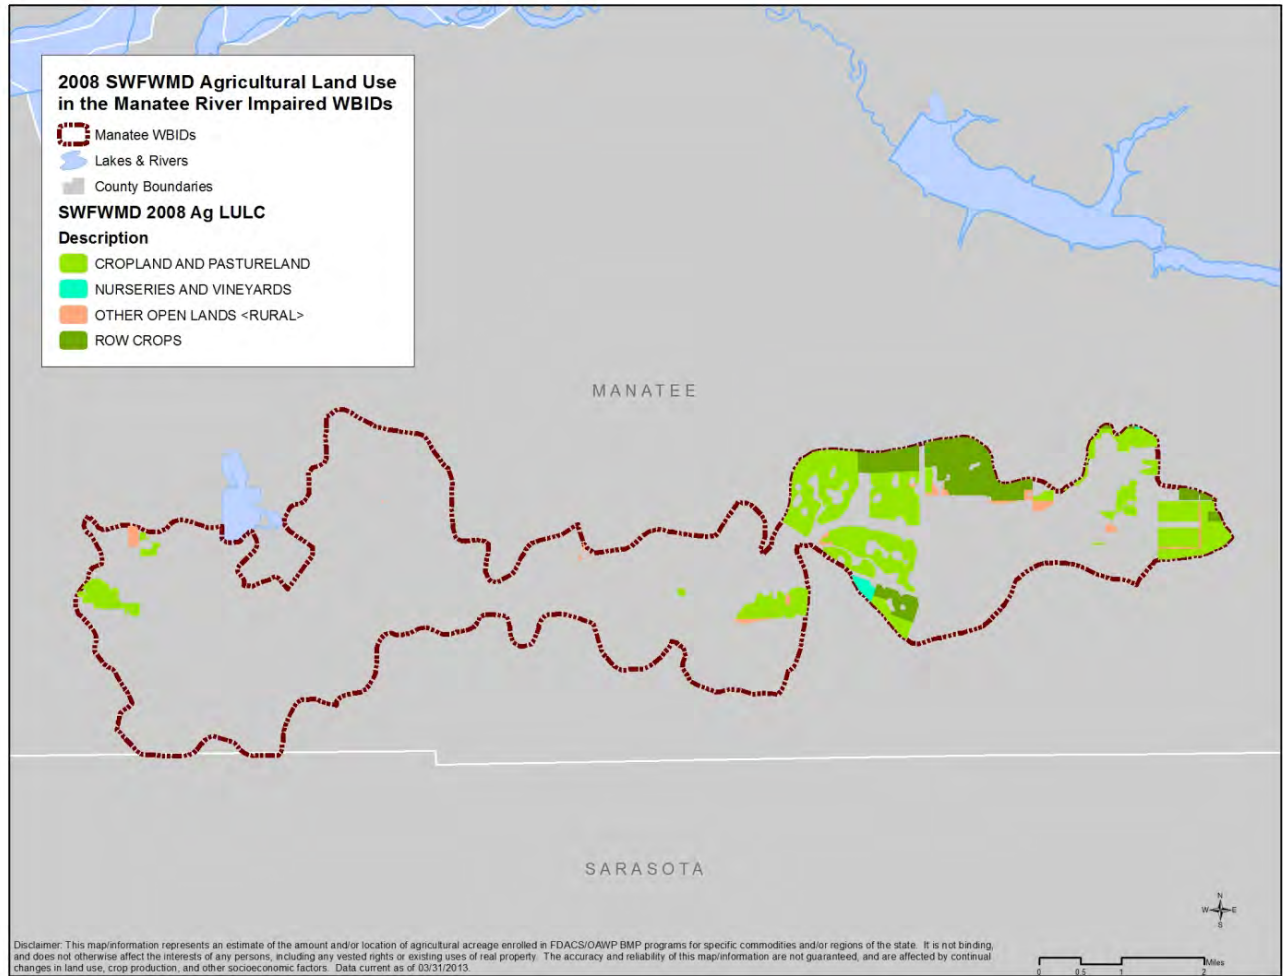 2008 SWFWMD Agricultural Land Use
in the Manatee River Impaired WBIDs
Manatee WBIDs
Lakes & Rivers
County Boundaries
SWFWMD 2008 Ag LULC
Description
CROPLAND AND PASTURELAND
NURSERIES AND VINEYARDS
OTHER OPEN LANDS <RURAL>
ROW CROPS
MANATEE
SARASOTA
N
W E
S
Disclaimer: This map/information represents an estimate of the amount and/or location of agricultural acreage enrolled in FDACS/OAWP BMP programs for specific commodities and/or regions of the state. It is not binding,
and does not otherwise affect the interests of any persons, including any vested rights or existing uses of real property. The accuracy and reliability of this map/information are not guaranteed, and are affected by continual
changes in land use, crop production, and other socioeconomic factors. Data current as of 03/31/2013.
Miles
0 0.5 1 2